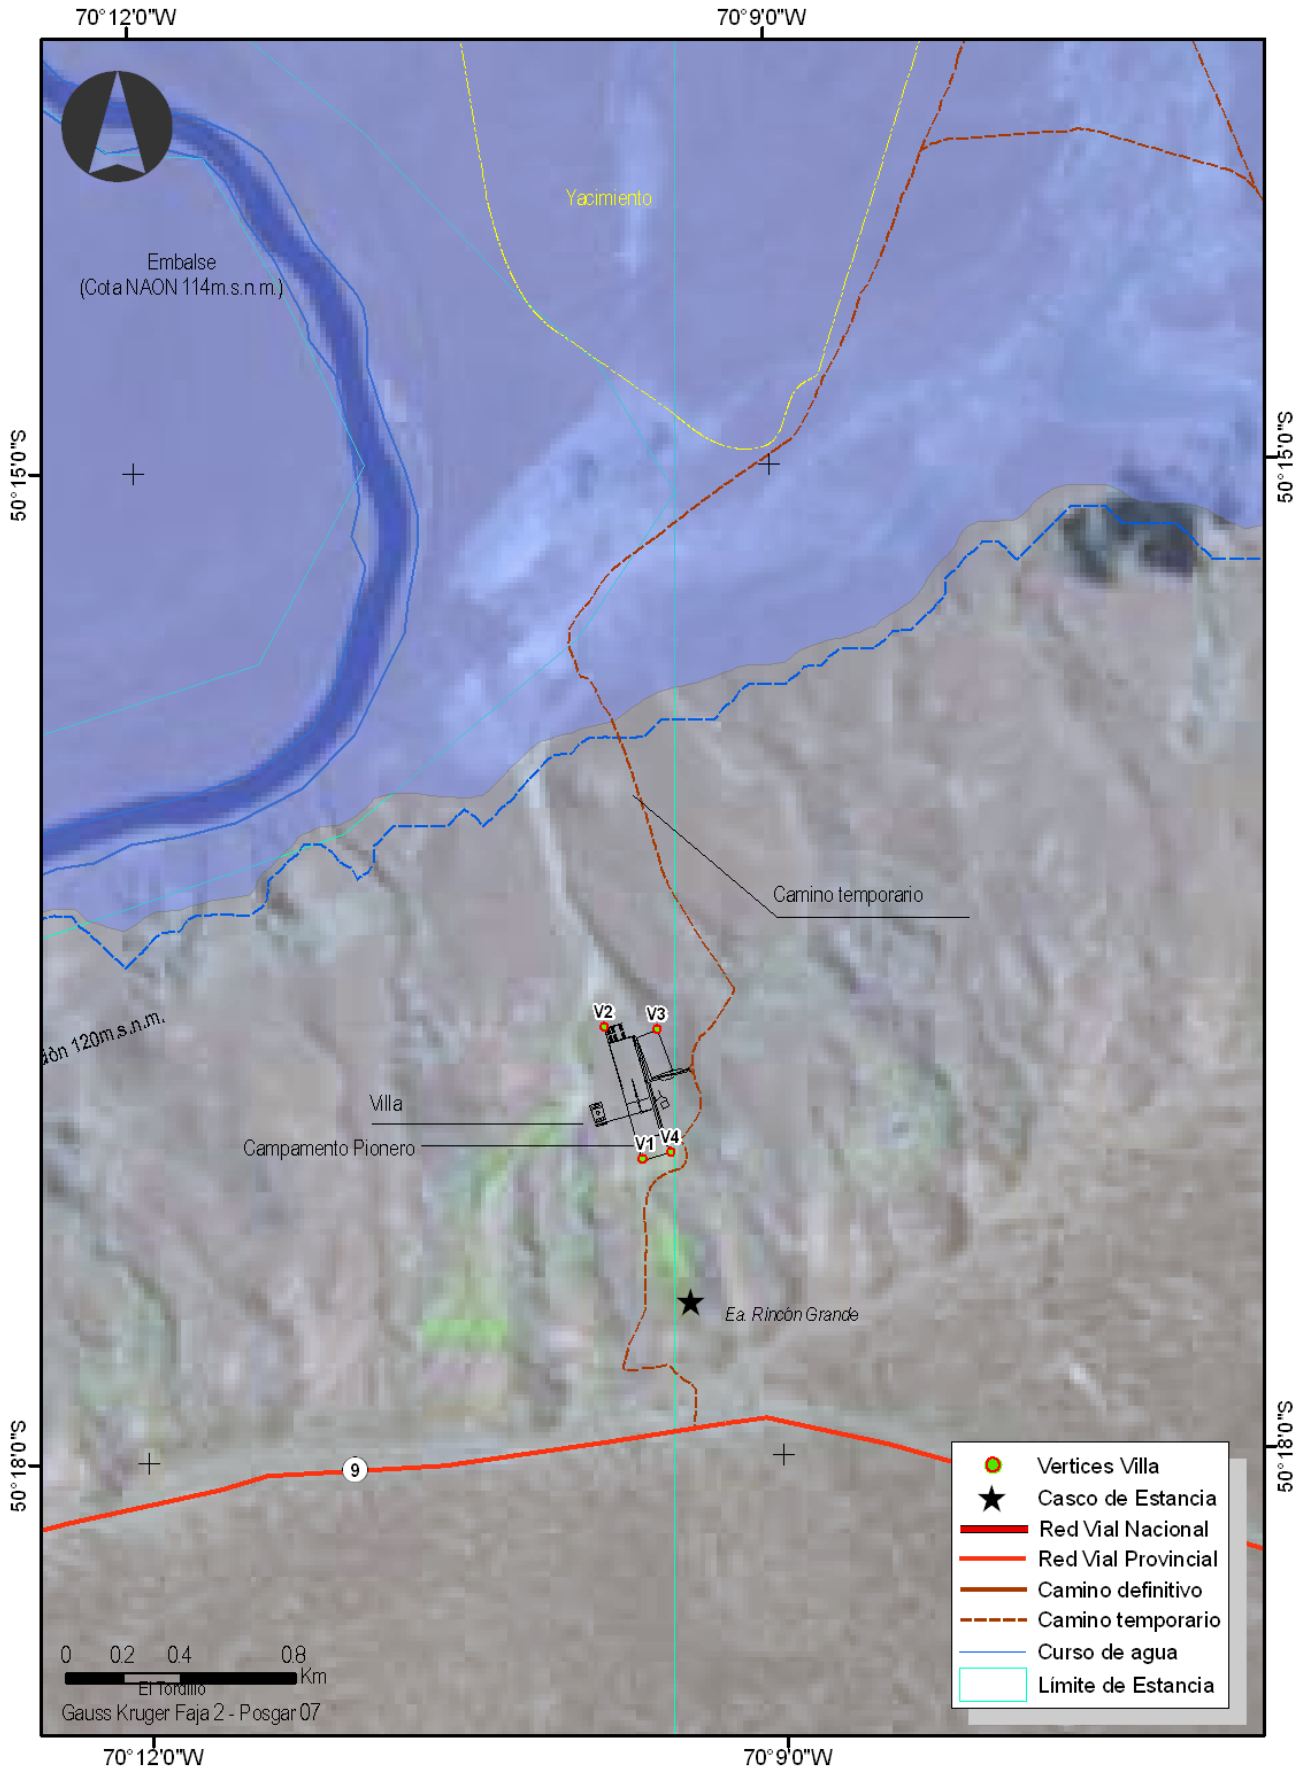 70°12'0"W
70°9'0"W
Yacimiento
Embalse
(Cota NAON 114m.s.n.m.)
50°15'0"S
50°15'0"S
Camino temporario
120m.s.n.m.
V2
V3
Villa
Campamento Pionero
V1
V4
Ea. Rincón Grande
50°18'0"S
50°18'0"S
9
Vertices Villa
Casco de Estancia
Red Vial Nacional
Red Vial Provincial
Camino definitivo
Camino temporario
Curso de agua
Límite de Estancia
0 0.2 0.4 0.8
Km
El Tordillo
Gauss Kruger Faja 2 - Posgar 07
70°12'0"W
70°9'0"W